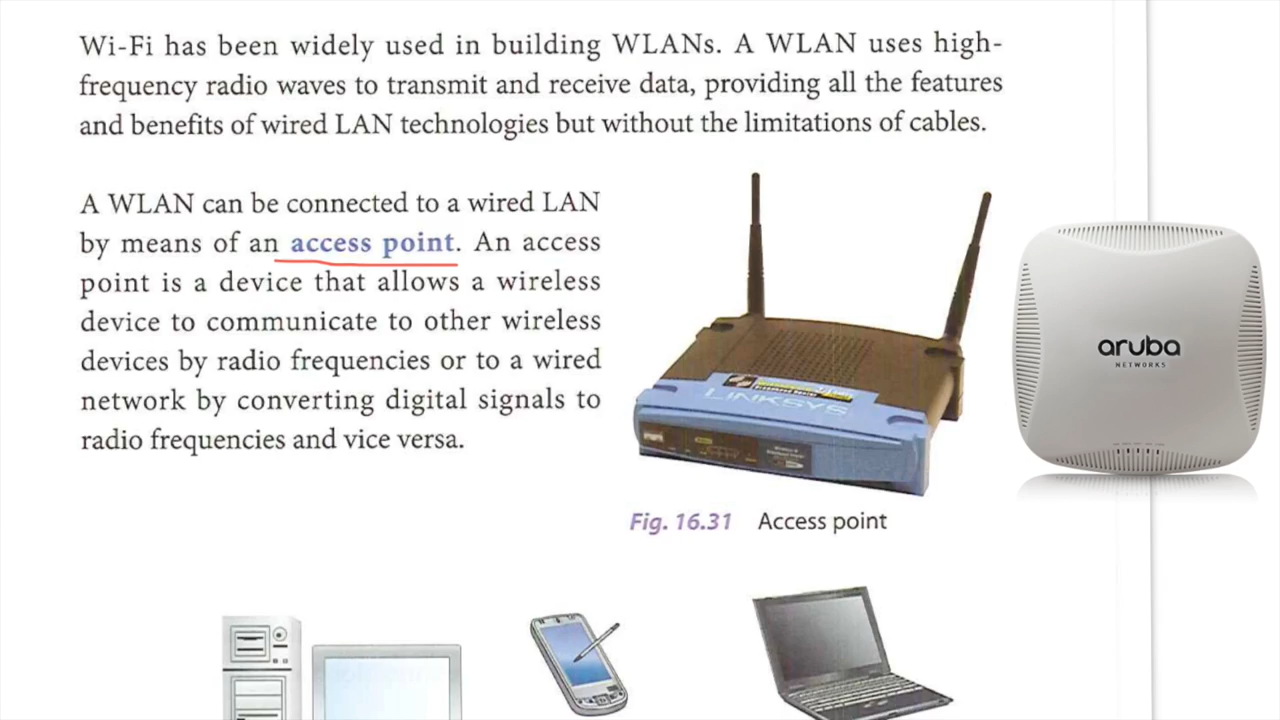 Wi-Fi has been widely used in building WLANs. A WLAN uses high-
frequency radio waves to transmit and receive data, providing all the features
and benefits of wired LAN technologies but without the limitations of cables.
A WLAN can be connected to a wired LAN
by means of an access point. An access
point is a device that allows a wireless
device to communicate to other wireless
devices by radio frequencies or to a wired
network by converting digital signals to
radio frequencies and vice versa.
LINKSYS
aruba
NETWORKS
Fig. 16.31 Access point